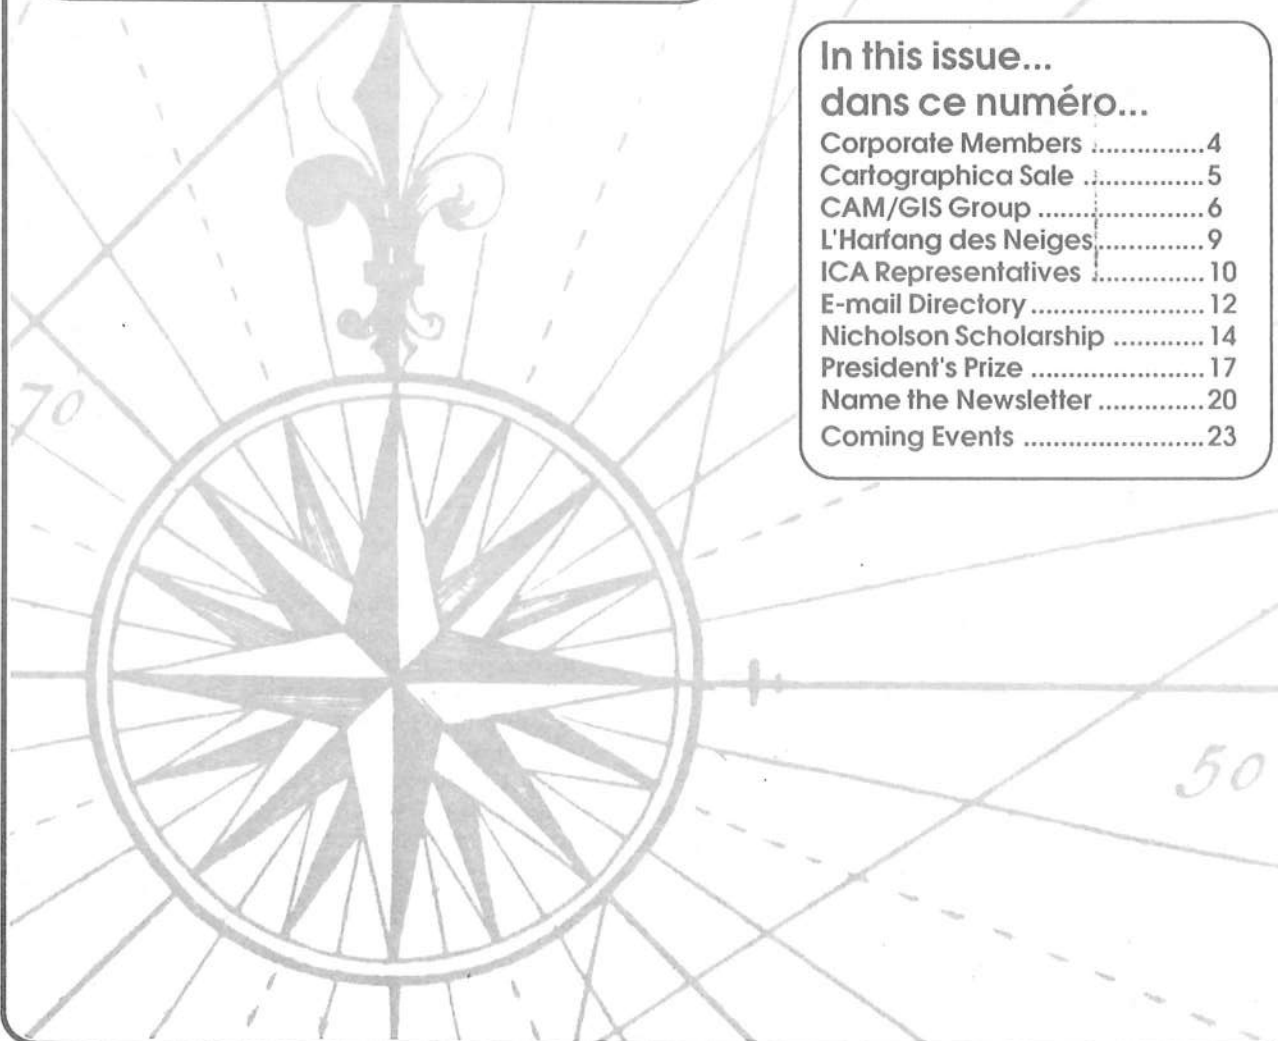 In this issue...
dans ce numéro...
Corporate Members ...............4
Cartographica Sale ................5
CAM/GIS Group ......................6
L'Harfang des Neiges..............9
ICA Representatives ...............10
E-mail Directory.......................12
Nicholson Scholarship ............14
President's Prize .......................17
Name the Newsletter..............20
Coming Events ........................23
70
50